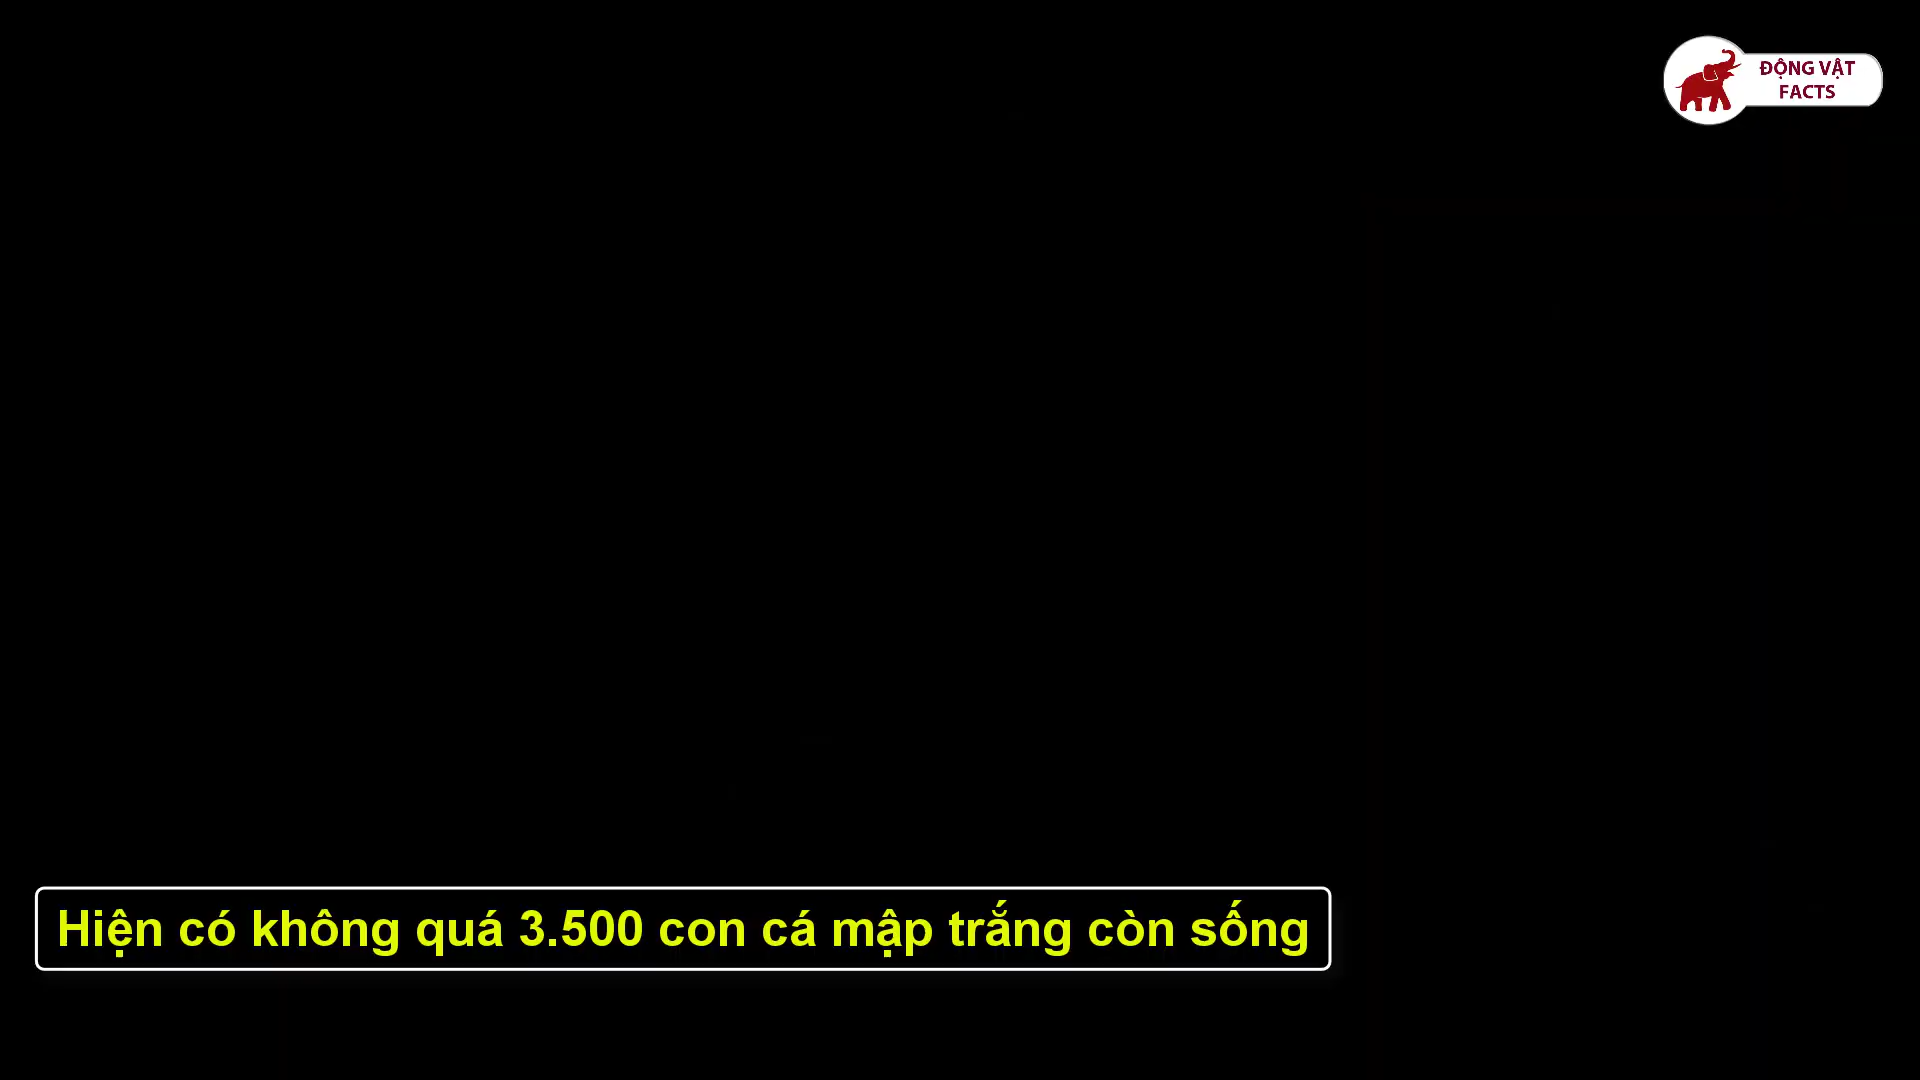 ĐỘNG VẬT
FACTS
Hiện có không quá 3.500 con cá mập trắng còn sống